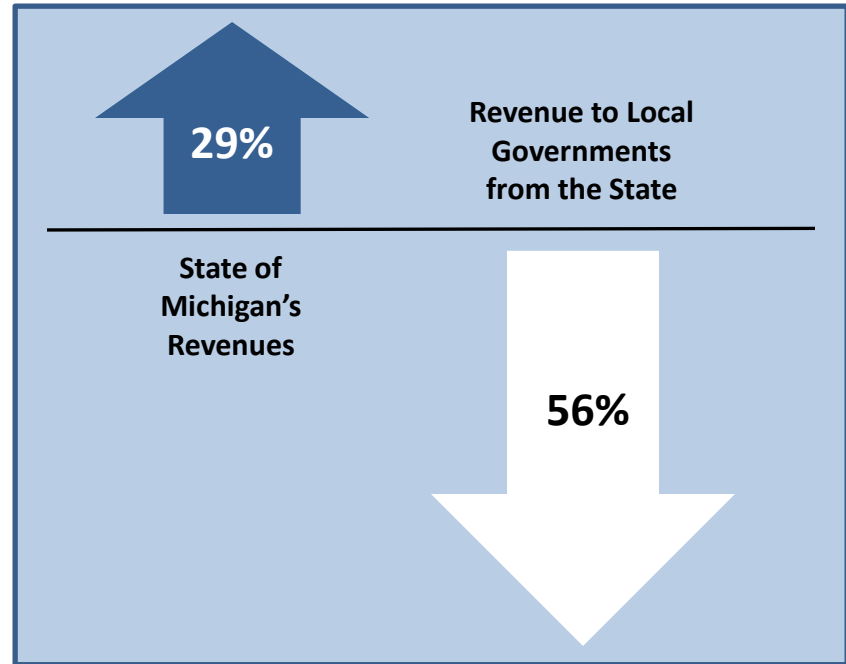 29%
State of
Michigan's
Revenues
Revenue to Local
Governments
from the State
56%